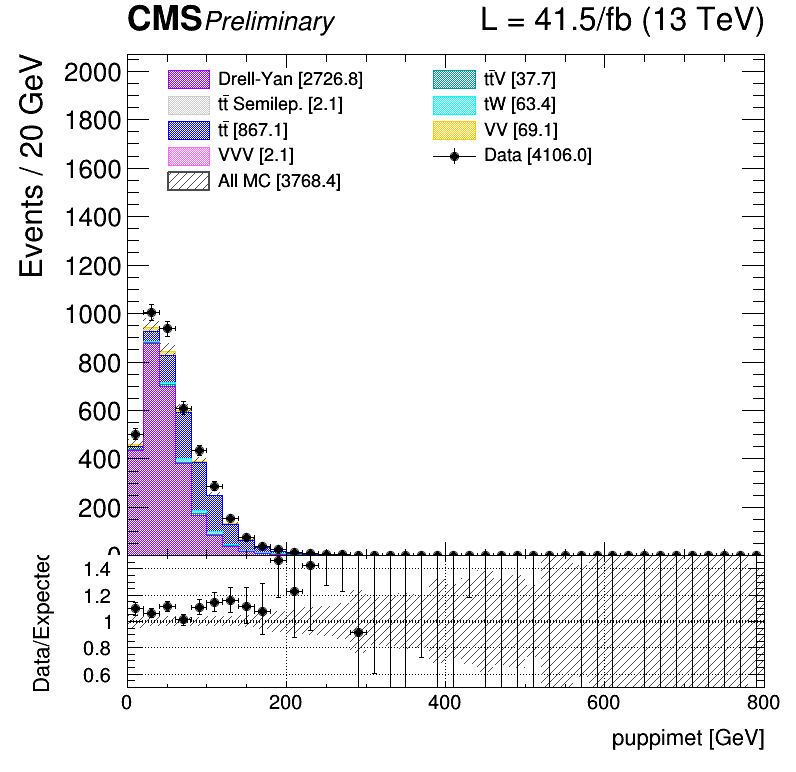 CMS Preliminary L = 41.5/fb (13 TeV)
Events / 20 GeV
2000
1800
1600
1400
1200
1000
800
600
400
200
0
Drell-Yan [2726.8]
tt̄ Semilep. [2.1]
tt̄ [867.1]
VVV [2.1]
All MC [3768.4]
tt̄V [37.7]
tW [63.4]
VV [69.1]
Data [4106.0]
Data/Expected
1.4
1.2
1
0.8
0.6
0 200 400 600 800
puppimet [GeV]